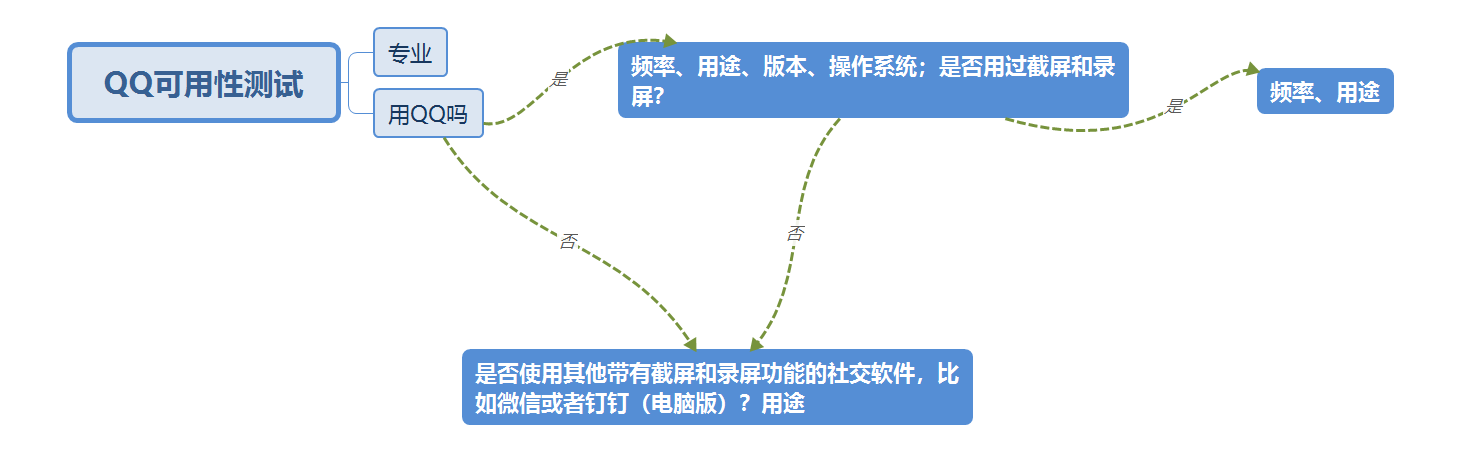 QQ可用性测试
专业
用QQ吗
是
频率、用途、版本、操作系统；是否用过截屏和录
屏？
是
频率、用途
否
否
是否使用其他带有截屏和录屏功能的社交软件，比
如微信或者钉钉（电脑版）？用途